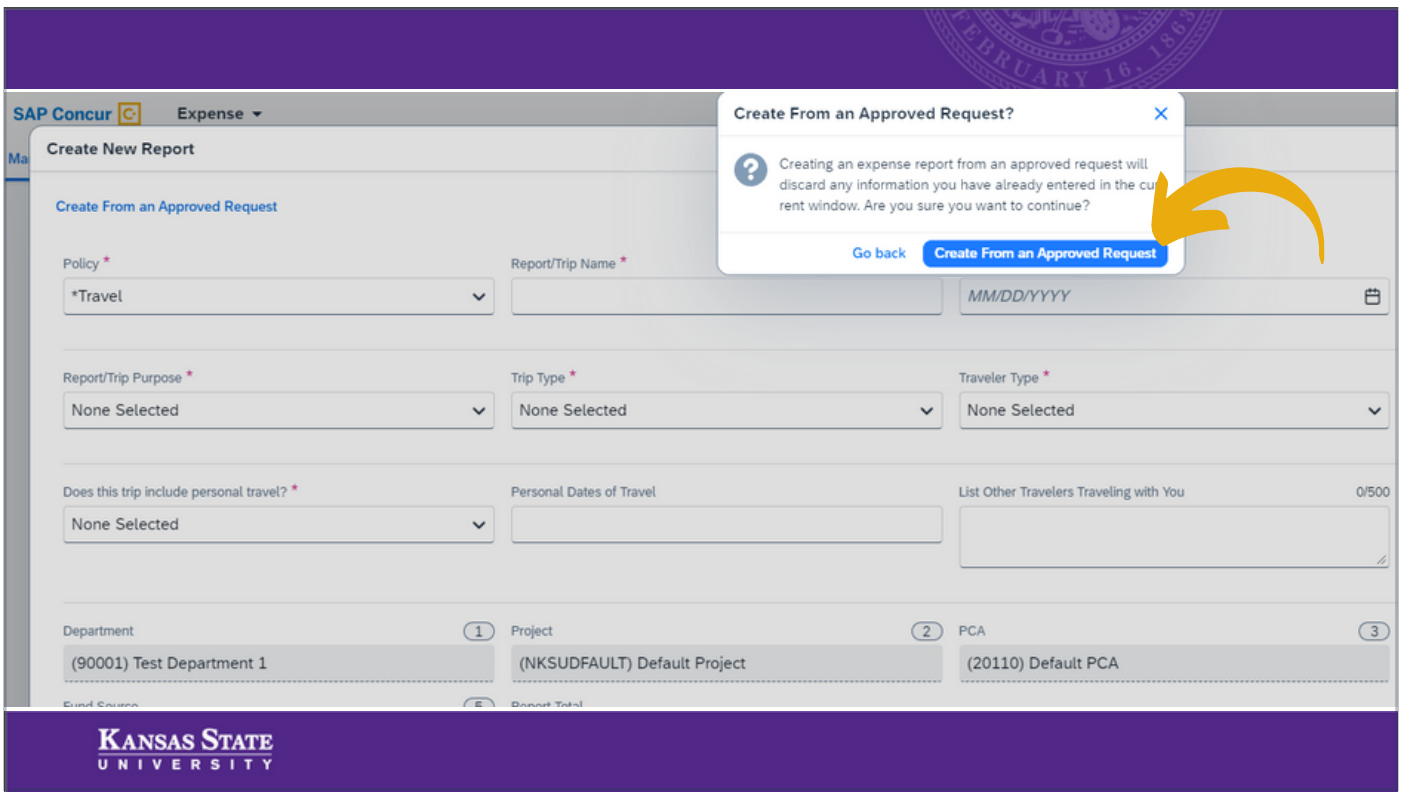 FEBRUARY 16, 1863
SAP Concur C Expense
Ma
Create New Report
Create From an Approved Request?
Creating an expense report from an approved request will
discard any information you have already entered in the cu
rent window. Are you sure you want to continue?
Go back Create From an Approved Request
Create From an Approved Request
Policy * Report/Trip Name *
*Travel MM/DD/YYYY
Report/Trip Purpose * Trip Type * Traveler Type *
None Selected None Selected None Selected
Does this trip include personal travel? * Personal Dates of Travel List Other Travelers Traveling with You 0/500
None Selected
Department 1 Project 2 PCA 3
(90001) Test Department 1 (NKSUDFAULT) Default Project (20110) Default PCA
Fund Source 5 Report Total
KANSAS STATE
UNIVERSITY